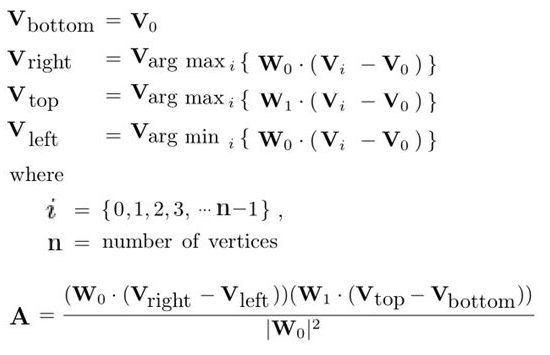 V_bottom = V_0
V_right = V_arg max_i { W_0 · ( V_i − V_0 ) }
V_top = V_arg max_i { W_1 · ( V_i − V_0 ) }
V_left = V_arg min_i { W_0 · ( V_i − V_0 ) }
where
i = {0,1,2,3, ··· n−1} ,
n = number of vertices
A = (W_0 · (V_right − V_left))(W_1 · (V_top − V_bottom)) / |W_0|^2